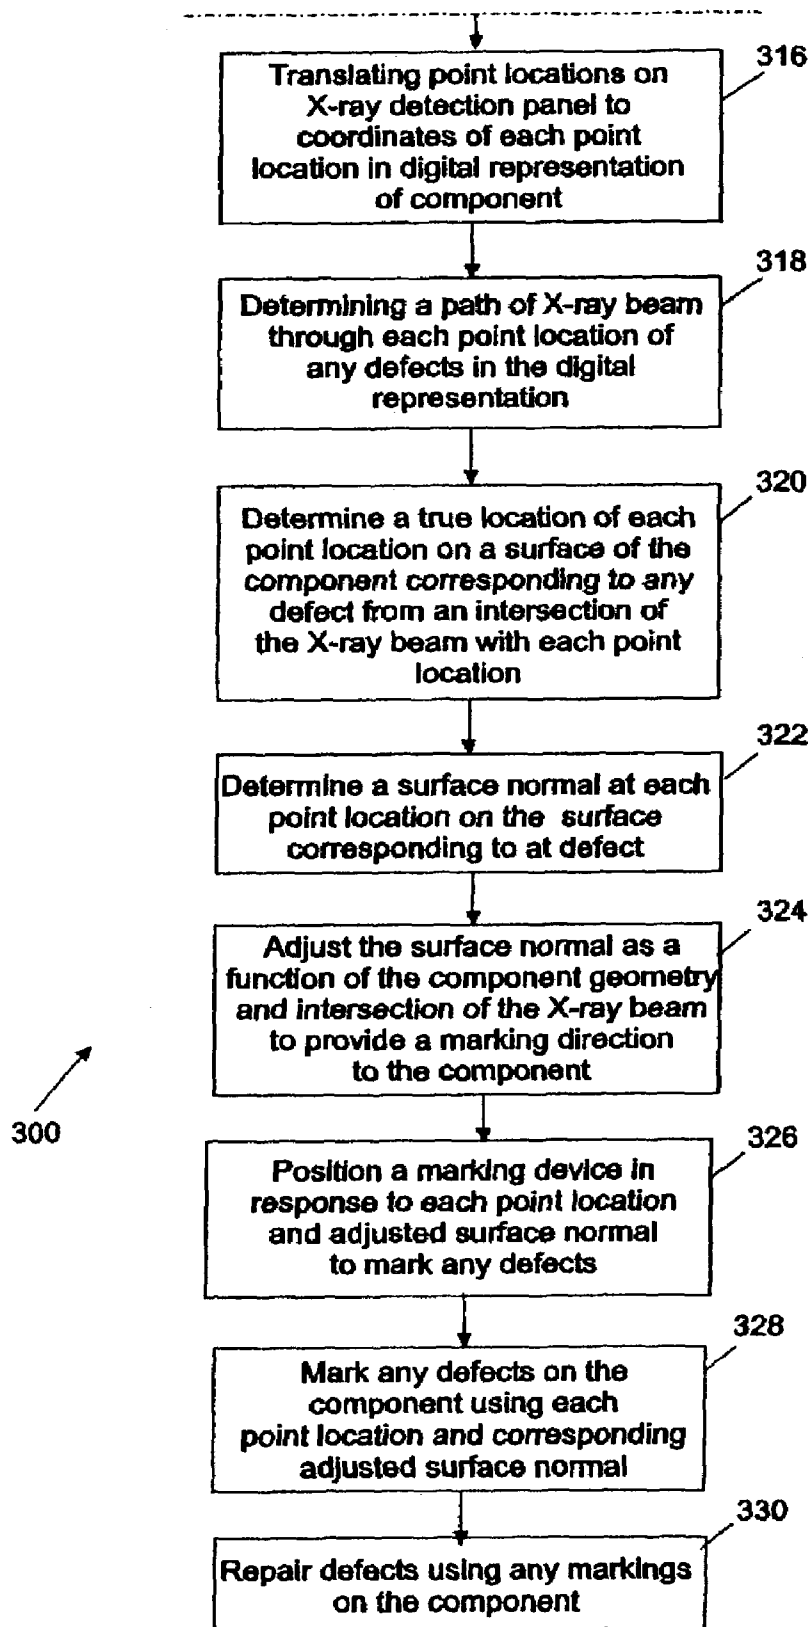 316
Translating point locations on
X-ray detection panel to
coordinates of each point
location in digital representation
of component
318
Determining a path of X-ray beam
through each point location of
any defects in the digital
representation
320
Determine a true location of each
point location on a surface of the
component corresponding to any
defect from an intersection of
the X-ray beam with each point
location
322
Determine a surface normal at each
point location on the surface
corresponding to at defect
324
Adjust the surface normal as a
function of the component geometry
and intersection of the X-ray beam
to provide a marking direction
to the component
300
326
Position a marking device in
response to each point location
and adjusted surface normal
to mark any defects
328
Mark any defects on the
component using each
point location and corresponding
adjusted surface normal
330
Repair defects using any markings
on the component